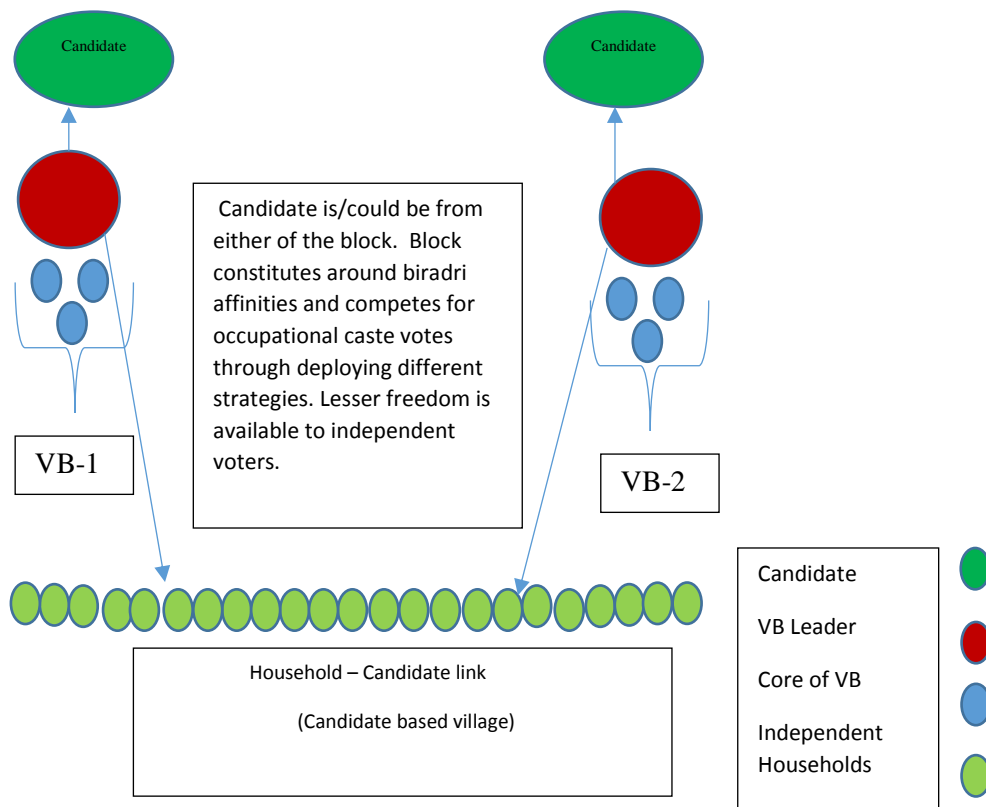 Candidate
Candidate
Candidate is/could be from
either of the block.  Block
constitutes around biradri
affinities and competes for
occupational caste votes
through deploying different
strategies. Lesser freedom is
available to independent
voters.
VB-1
VB-2
Household – Candidate link
(Candidate based village)
Candidate
VB Leader
Core of VB
Independent
Households